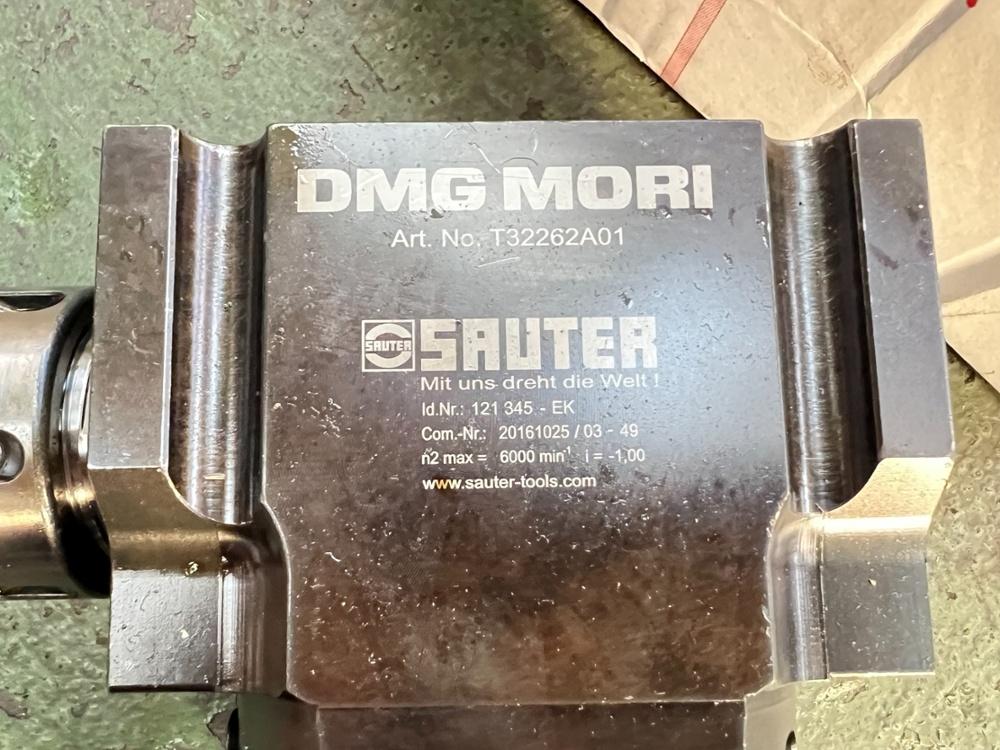 DMG MORI
Art. No. T32262A01
SAUTER SAUTER
Mit uns dreht die Welt !
Id.Nr.: 121 345 - EK
Com.-Nr.: 20161025 / 03 - 49
n2 max = 6000 min⁻¹ i = -1,00
www.sauter-tools.com